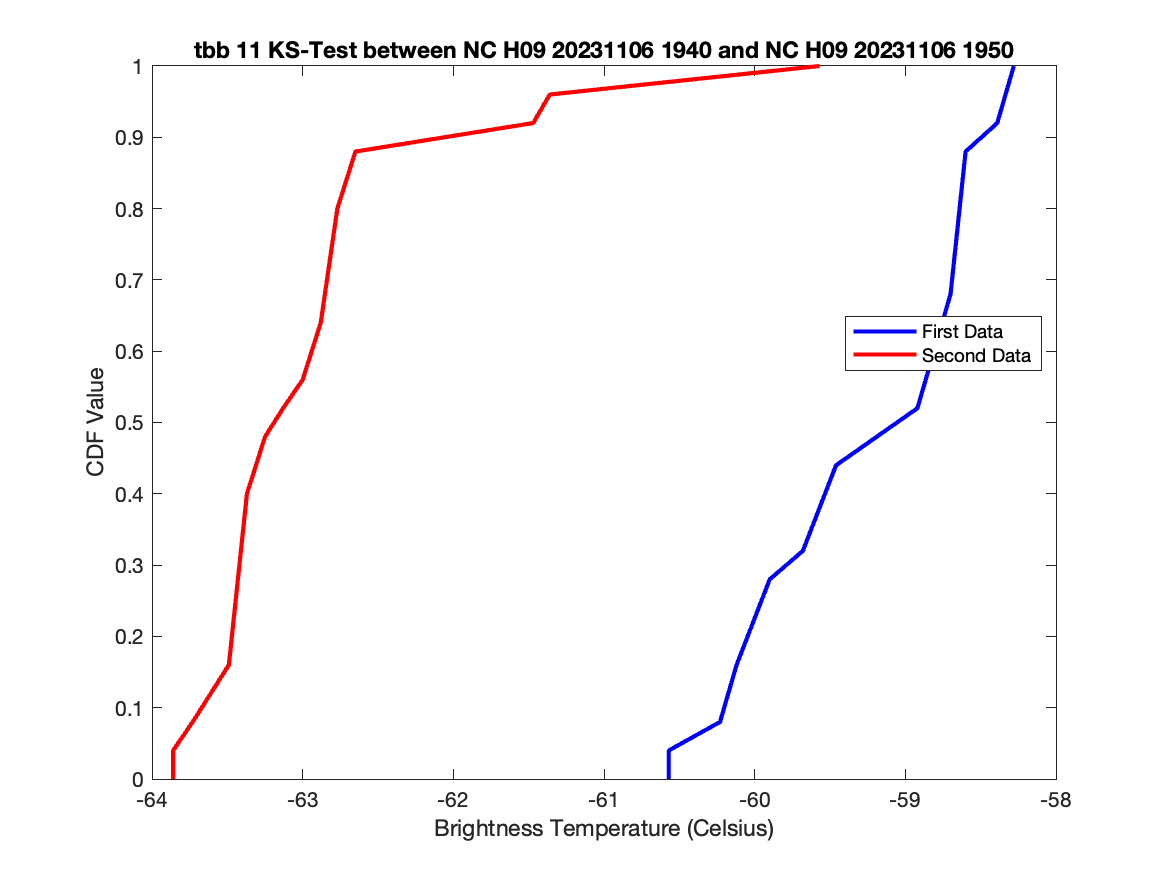 tbb 11 KS-Test between NC H09 20231106 1940 and NC H09 20231106 1950
1
0.9
0.8
0.7
0.6
0.5
0.4
0.3
0.2
0.1
0
CDF Value
First Data
Second Data
-64 -63 -62 -61 -60 -59 -58
Brightness Temperature (Celsius)